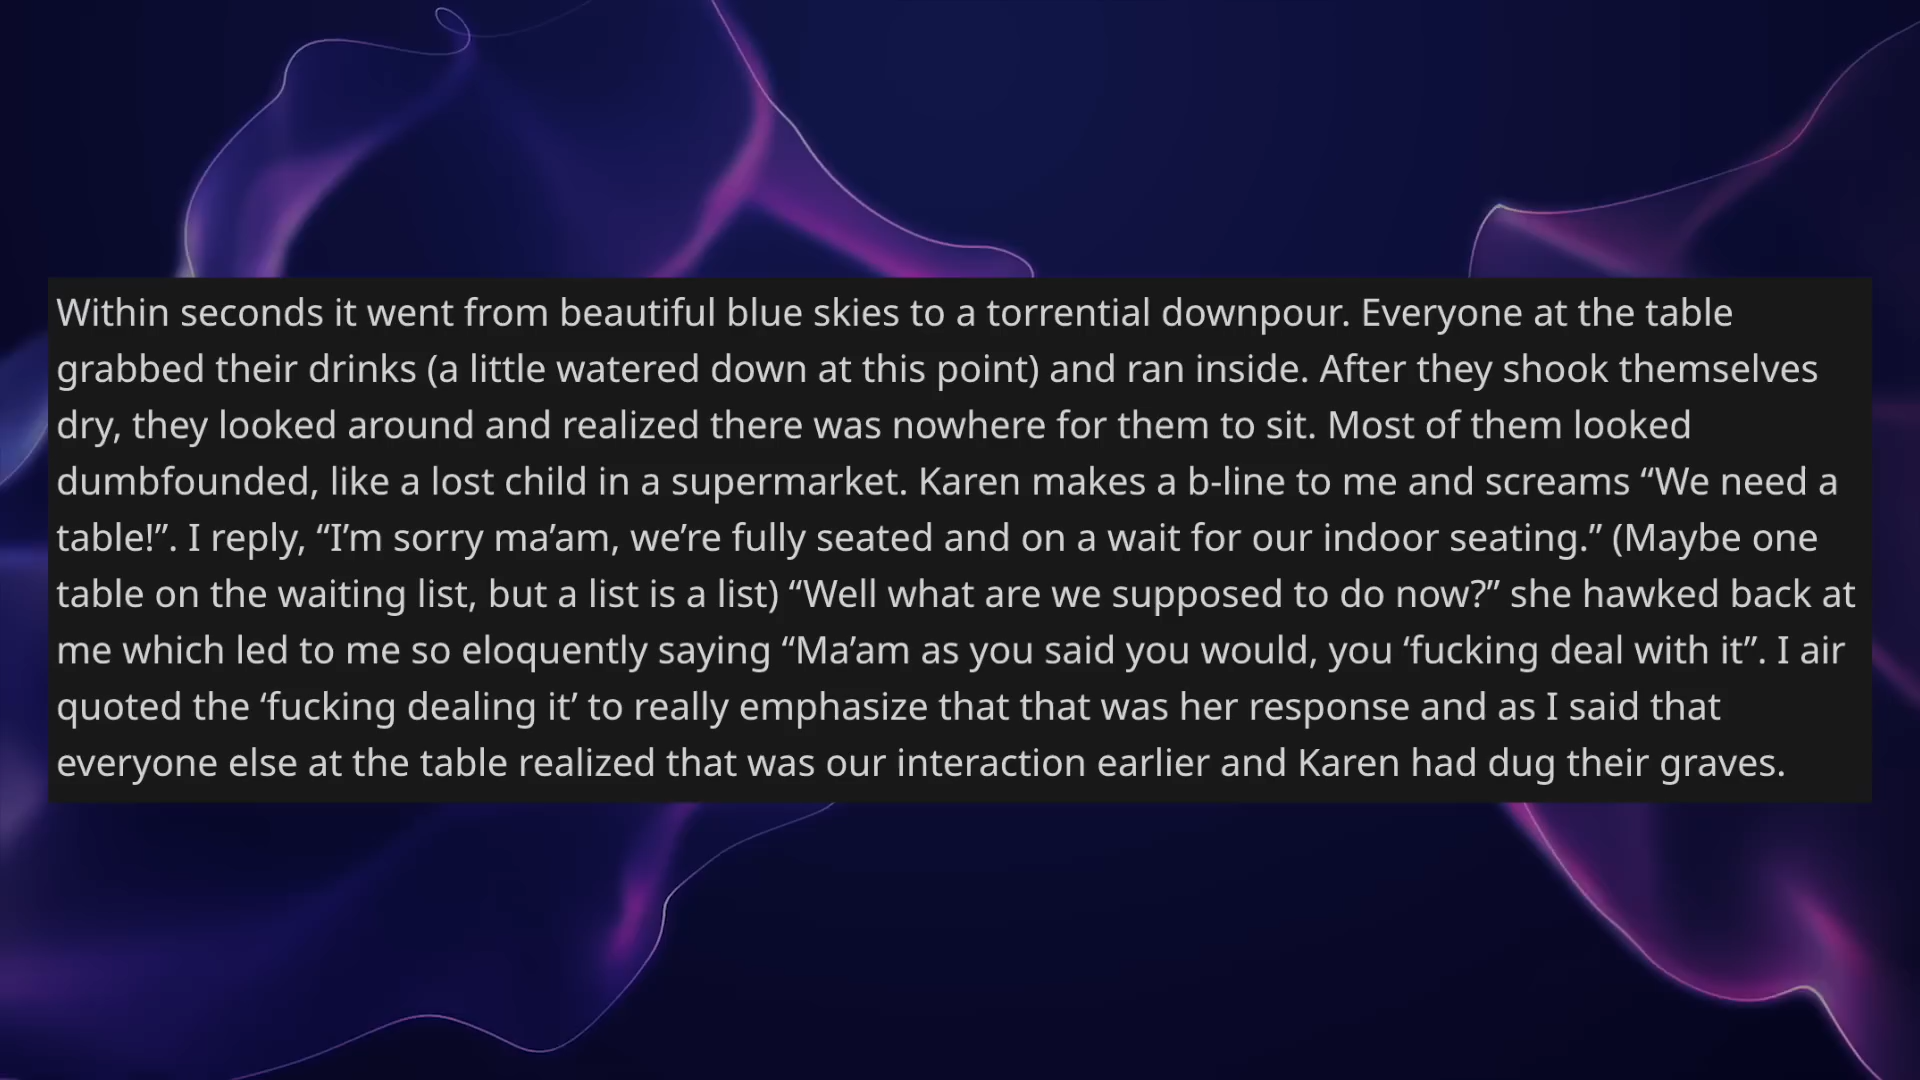 Within seconds it went from beautiful blue skies to a torrential downpour. Everyone at the table
grabbed their drinks (a little watered down at this point) and ran inside. After they shook themselves
dry, they looked around and realized there was nowhere for them to sit. Most of them looked
dumbfounded, like a lost child in a supermarket. Karen makes a b-line to me and screams “We need a
table!”. I reply, “I’m sorry ma’am, we’re fully seated and on a wait for our indoor seating.” (Maybe one
table on the waiting list, but a list is a list) “Well what are we supposed to do now?” she hawked back at
me which led to me so eloquently saying “Ma’am as you said you would, you ‘fucking deal with it”. I air
quoted the ‘fucking dealing it’ to really emphasize that that was her response and as I said that
everyone else at the table realized that was our interaction earlier and Karen had dug their graves.